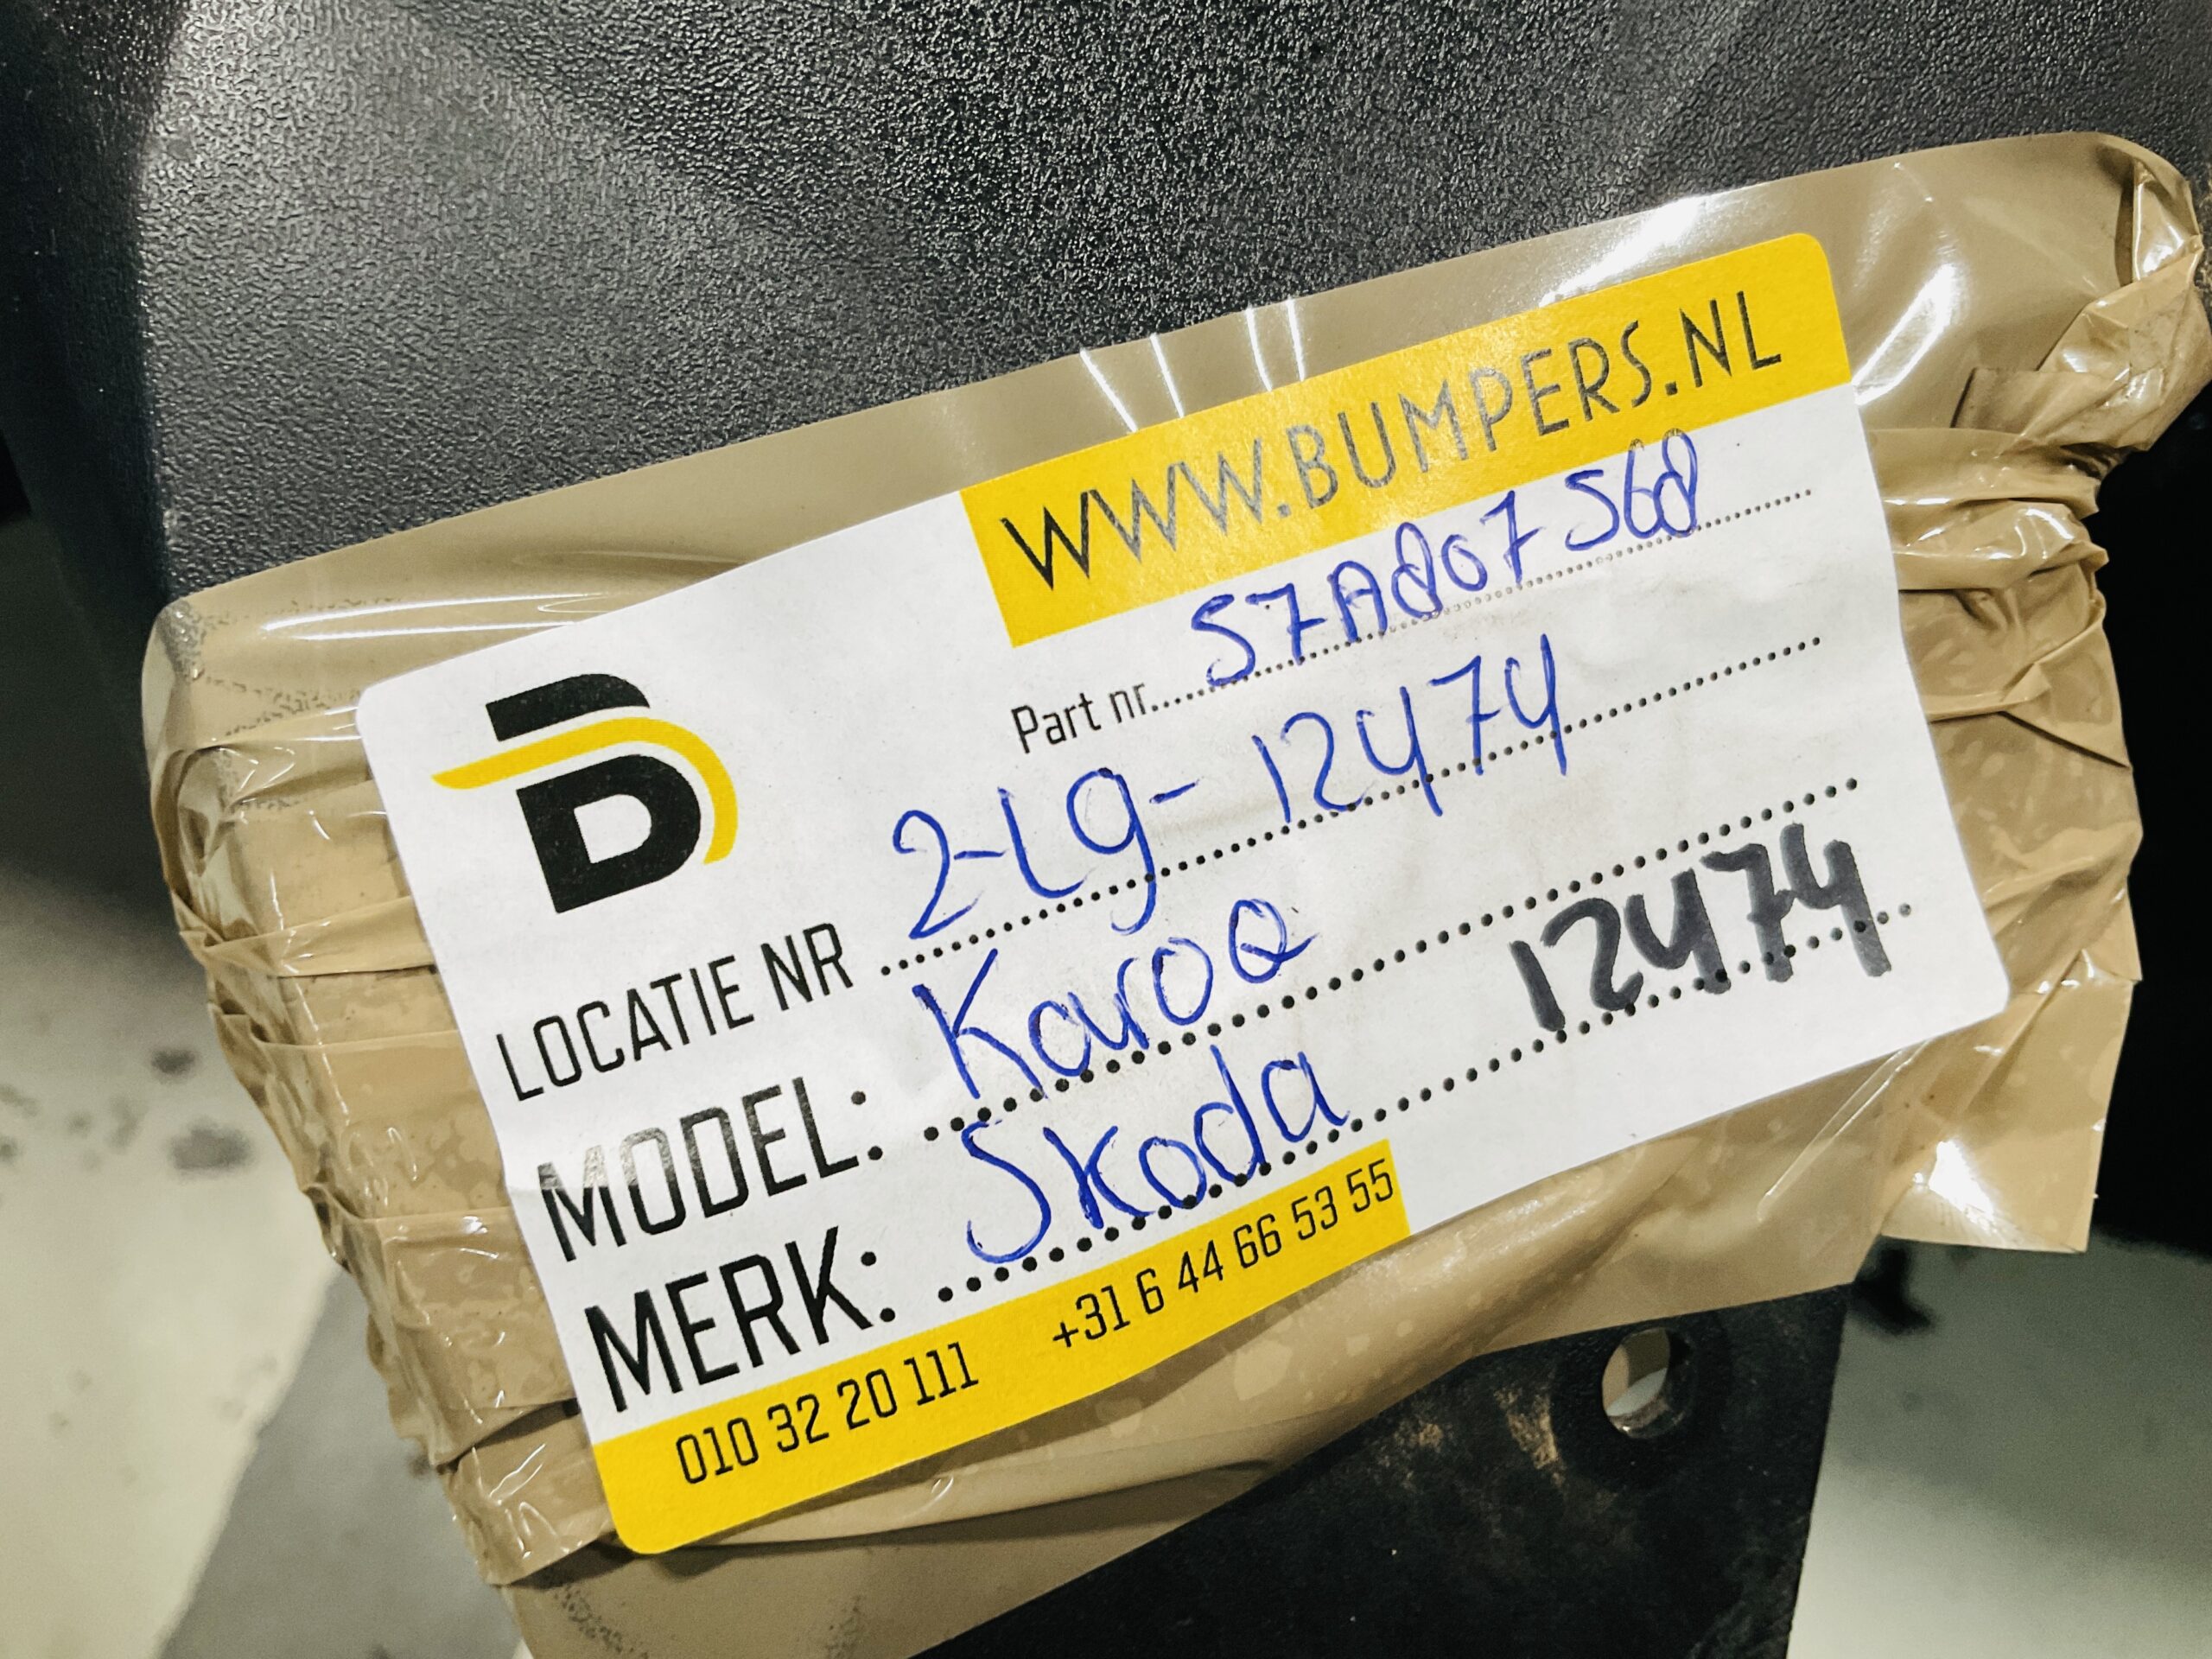 WWW.BUMPERS.NL
Part nr. 57A807568
LOCATIE NR 2-L9-12474
MODEL: Karoq
MERK: Skoda 12474
010 32 20 111 +31 6 44 66 53 55